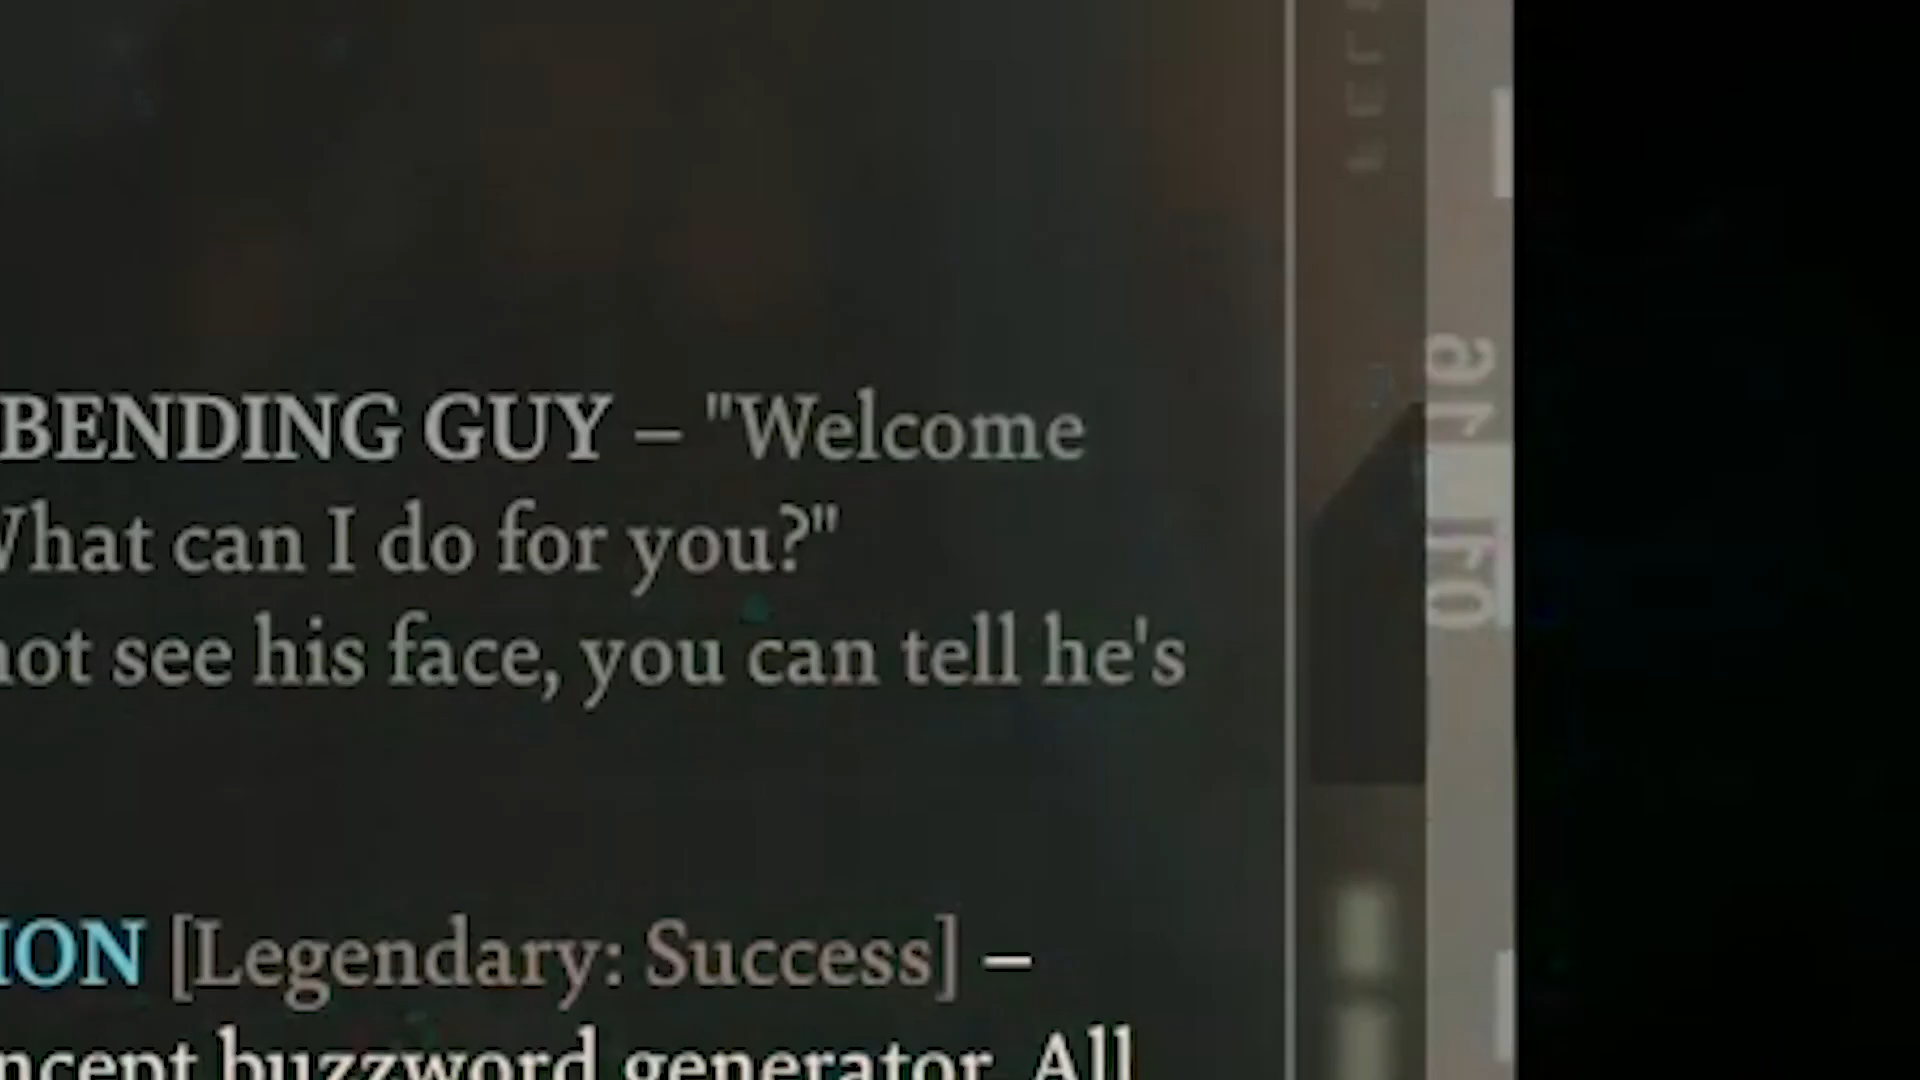 BENDING GUY – "Welcome
What can I do for you?"
not see his face, you can tell he's
ION [Legendary: Success] –
ncept buzzword generator. All